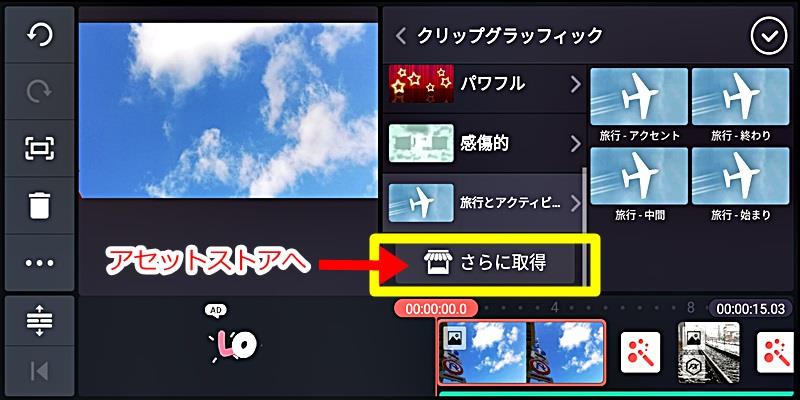 クリップグラッフィック
パワフル
感傷的
旅行とアクティビ...
さらに取得
旅行 - アクセント
旅行 - 終わり
旅行 - 中間
旅行 - 始まり
アセットストアへ
AD
LO
00:00:00.0
4
8
00:00:15.03